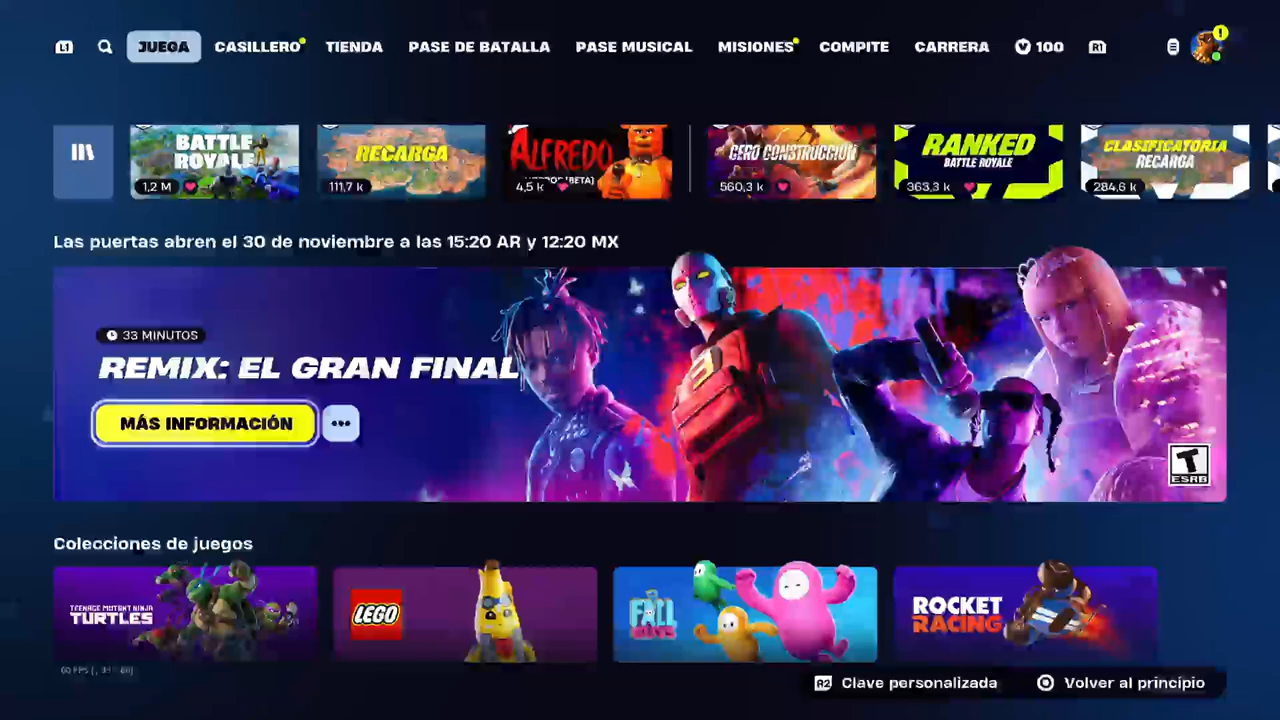 L1 JUEGA CASILLERO TIENDA PASE DE BATALLA PASE MUSICAL MISIONES COMPITE CARRERA 100 R1 !
BATTLE
ROYALE
1,2 M
RECARGA
111,7 k
ALFREDO
4,5 k
CERO CONSTRUCCIÓN
560,3 k
RANKED
BATTLE ROYALE
363,3 k
CLASIFICATORIA
RECARGA
284,6 k
Las puertas abren el 30 de noviembre a las 15:20 AR y 12:20 MX
33 MINUTOS
REMIX: EL GRAN FINAL
MÁS INFORMACIÓN
T
ESRB
Colecciones de juegos
TEENAGE MUTANT NINJA
TURTLES
LEGO
FALL
GUYS
ROCKET
RACING
R2 Clave personalizada Volver al principio